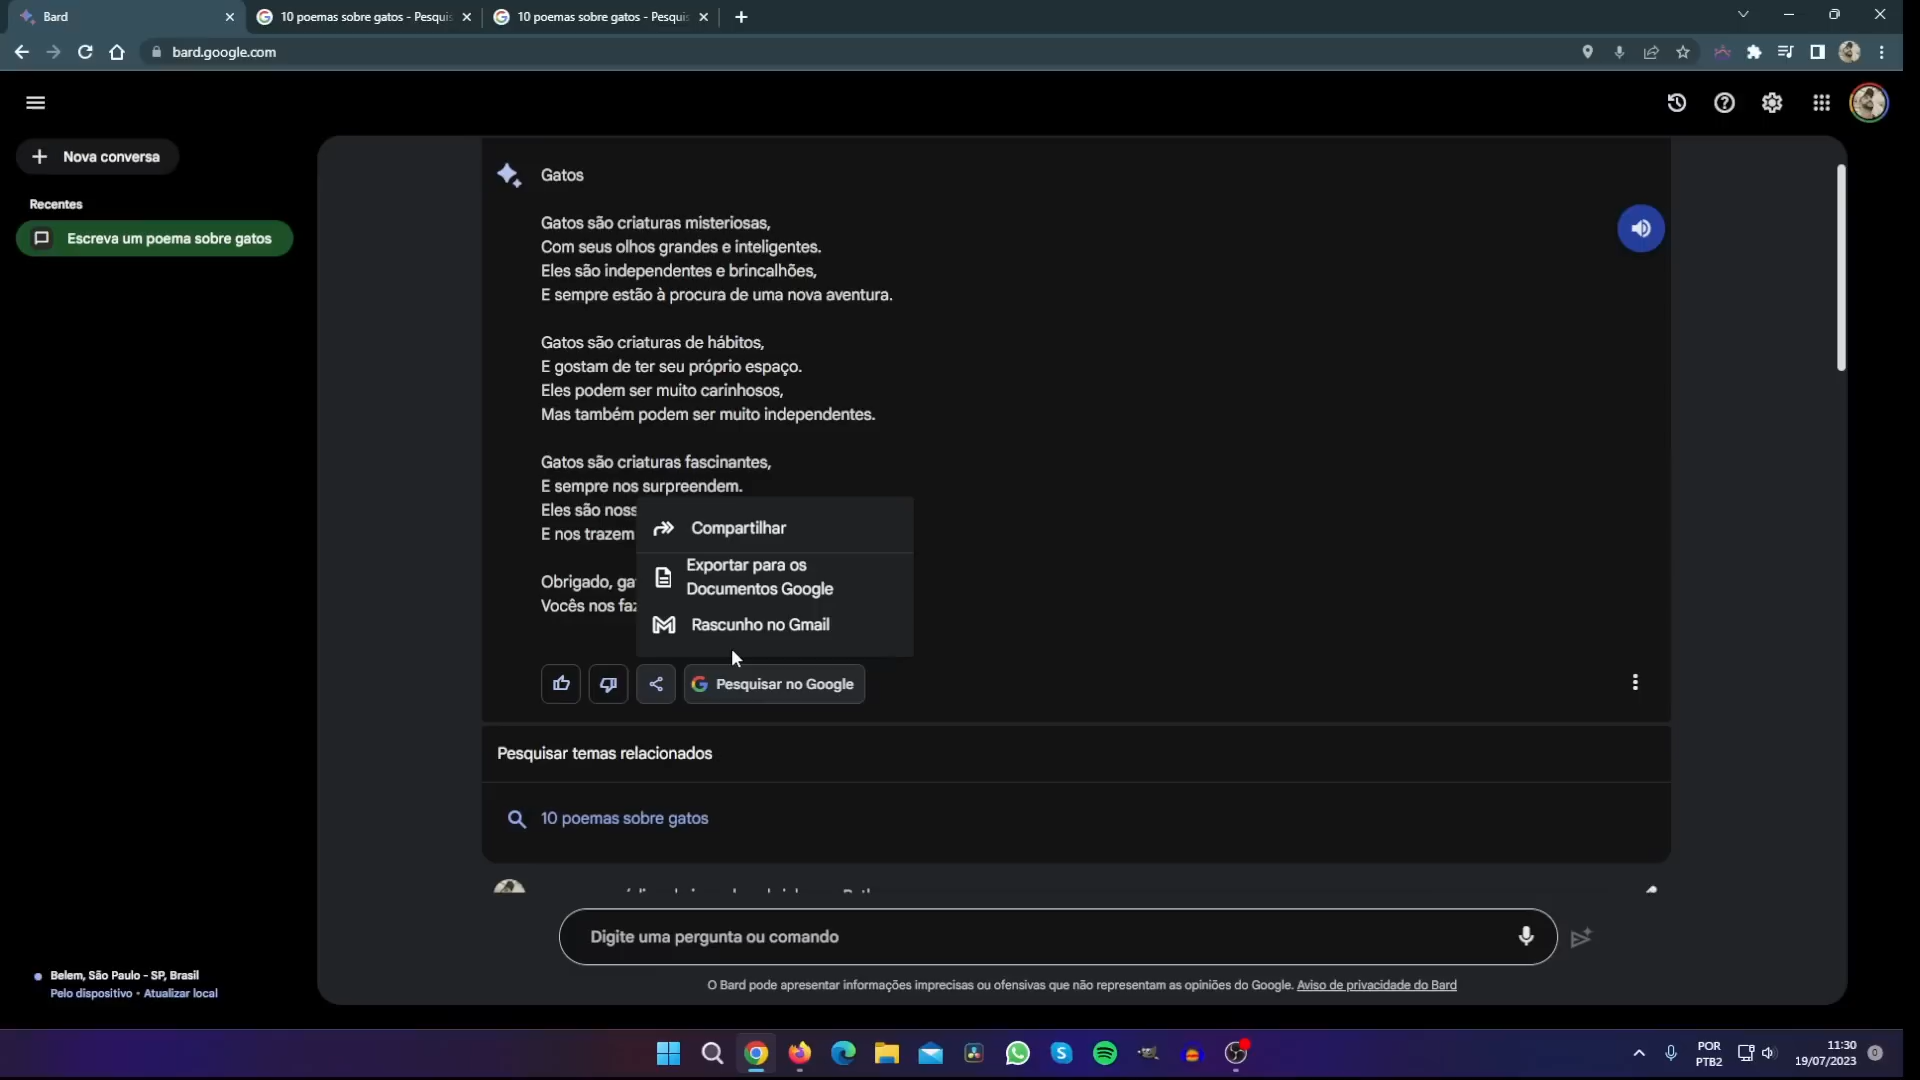 Bard
10 poemas sobre gatos - Pesquis
10 poemas sobre gatos - Pesquis
bard.google.com
Nova conversa
Recentes
Escreva um poema sobre gatos
Gatos
Gatos são criaturas misteriosas,
Com seus olhos grandes e inteligentes.
Eles são independentes e brincalhões,
E sempre estão à procura de uma nova aventura.
Gatos são criaturas de hábitos,
E gostam de ter seu próprio espaço.
Eles podem ser muito carinhosos,
Mas também podem ser muito independentes.
Gatos são criaturas fascinantes,
E sempre nos surpreendem.
Eles são noss
E nos trazem
Obrigado, ga
Vocês nos faz
Compartilhar
Exportar para os
Documentos Google
Rascunho no Gmail
Pesquisar no Google
Pesquisar temas relacionados
10 poemas sobre gatos
Digite uma pergunta ou comando
O Bard pode apresentar informações imprecisas ou ofensivas que não representam as opiniões do Google. Aviso de privacidade do Bard
Belem, São Paulo - SP, Brasil
Pelo dispositivo • Atualizar local
POR
PTB2
11:30
19/07/2023
0